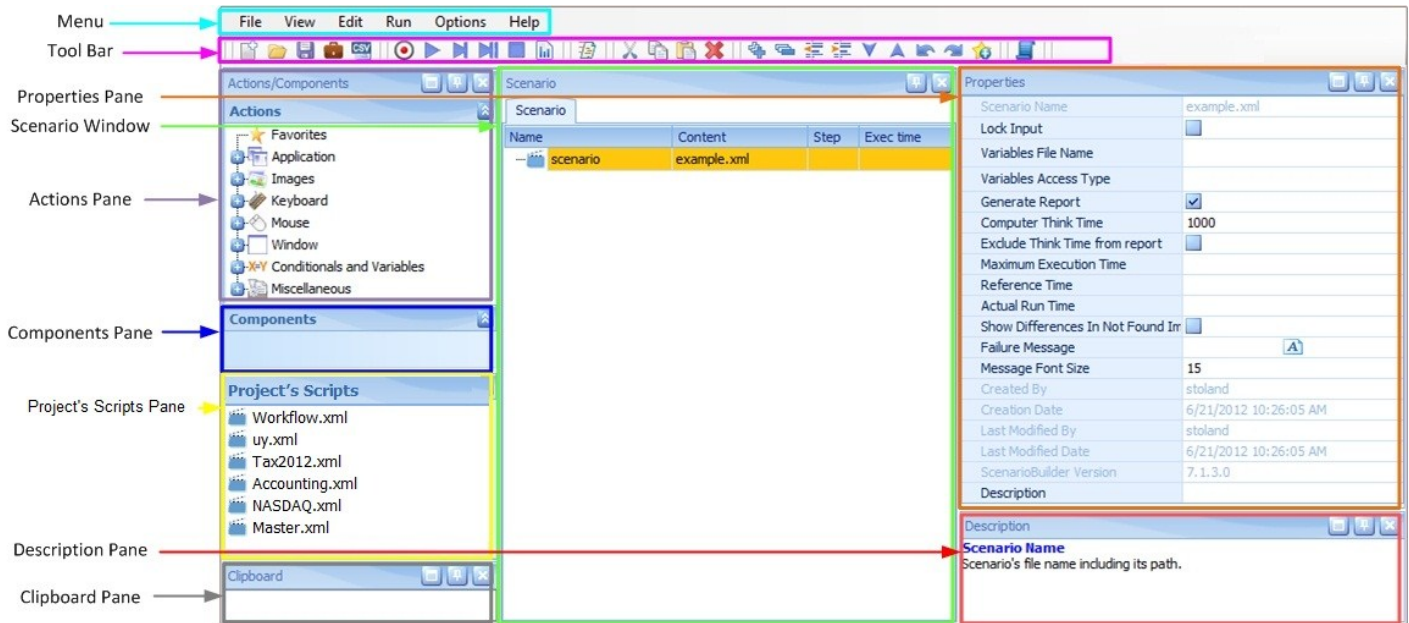 Menu
Tool Bar
Properties Pane
Scenario Window
Actions Pane
Components Pane
Project's Scripts Pane
Description Pane
Clipboard Pane
File View Edit Run Options Help
CSV
Actions/Components
Actions
Favorites
Application
Images
Keyboard
Mouse
Window
X=Y Conditionals and Variables
Miscellaneous
Components
Project's Scripts
Workflow.xml
uy.xml
Tax2012.xml
Accounting.xml
NASDAQ.xml
Master.xml
Clipboard
Scenario
Scenario
Name Content Step Exec time
scenario example.xml
Properties
Scenario Name example.xml
Lock Input
Variables File Name
Variables Access Type
Generate Report
Computer Think Time 1000
Exclude Think Time from report
Maximum Execution Time
Reference Time
Actual Run Time
Show Differences In Not Found Im
Failure Message A
Message Font Size 15
Created By stoland
Creation Date 6/21/2012 10:26:05 AM
Last Modified By stoland
Last Modified Date 6/21/2012 10:26:05 AM
ScenarioBuilder Version 7.1.3.0
Description
Description
Scenario Name
Scenario's file name including its path.